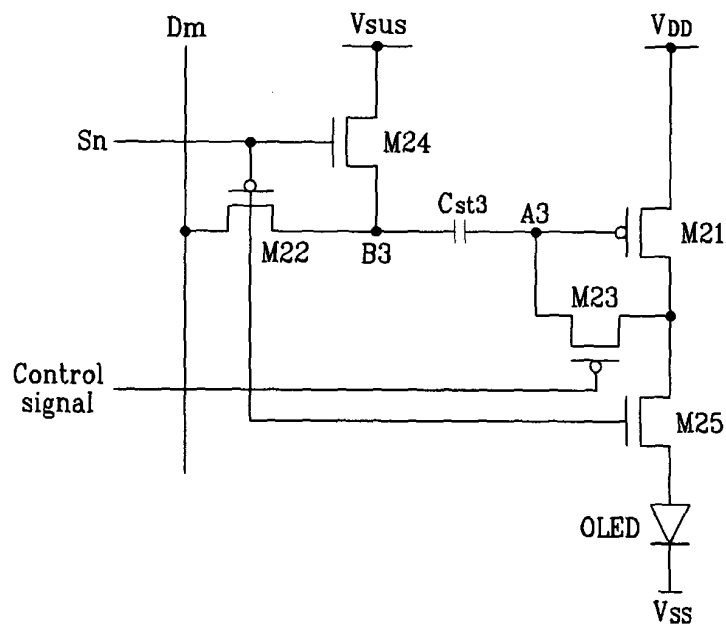 Dm
Vsus
VDD
Sn
M24
Cst3
A3
M21
M22
B3
M23
Control
signal
M25
OLED
VSS